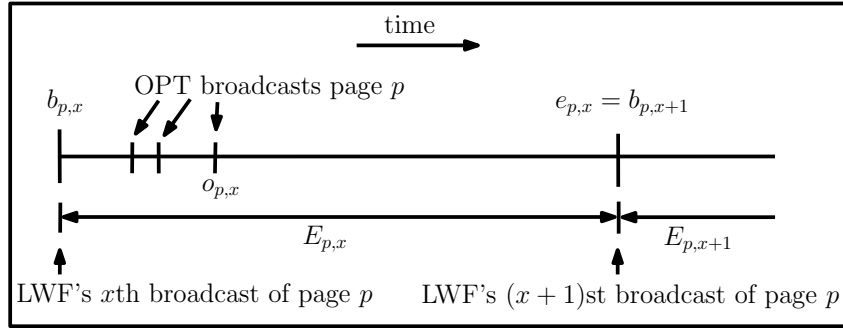 time
OPT broadcasts page p
b_{p,x}
e_{p,x} = b_{p,x+1}
o_{p,x}
E_{p,x}
E_{p,x+1}
LWF's xth broadcast of page p
LWF's (x + 1)st broadcast of page p